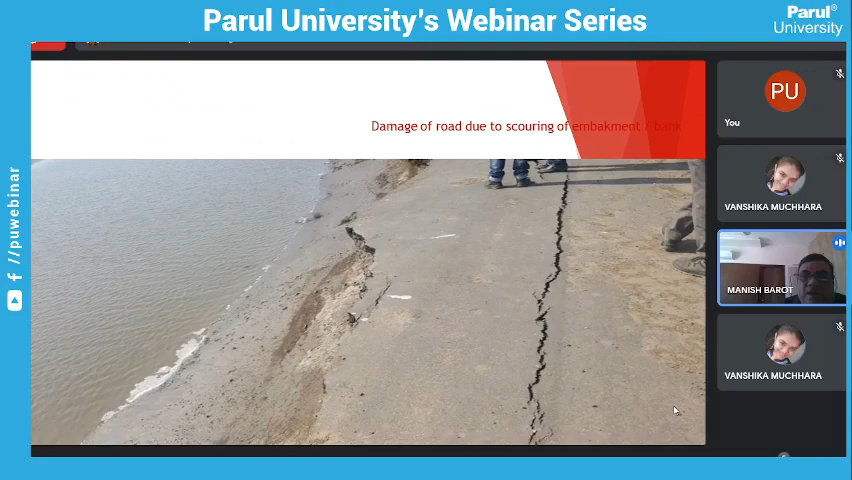 Parul University's Webinar Series
Parul®
University
Damage of road due to scouring of embakment / bank
PU
You
VANSHIKA MUCHHARA
MANISH BAROT
VANSHIKA MUCHHARA
//puwebinar